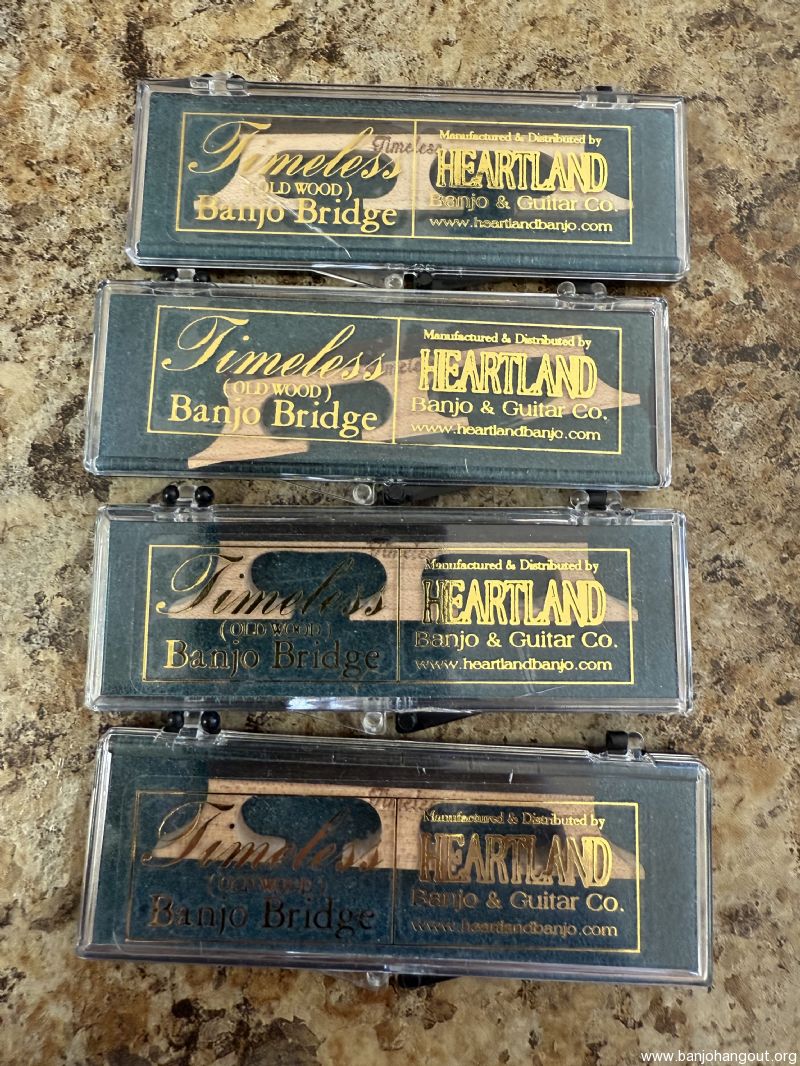 Timeless
(OLD WOOD)
Banjo Bridge
Timeless
Manufactured & Distributed by
HEARTLAND
Banjo & Guitar Co.
www.heartlandbanjo.com
Timeless
(OLD WOOD)
Banjo Bridge
Manufactured & Distributed by
HEARTLAND
Banjo & Guitar Co.
www.heartlandbanjo.com
Timeless
(OLD WOOD)
Banjo Bridge
Timeless
Manufactured & Distributed by
HEARTLAND
Banjo & Guitar Co.
www.heartlandbanjo.com
Timeless
(OLD WOOD)
Banjo Bridge
Timeless
Manufactured & Distributed by
HEARTLAND
Banjo & Guitar Co.
www.heartlandbanjo.com
www.banjohangout.org